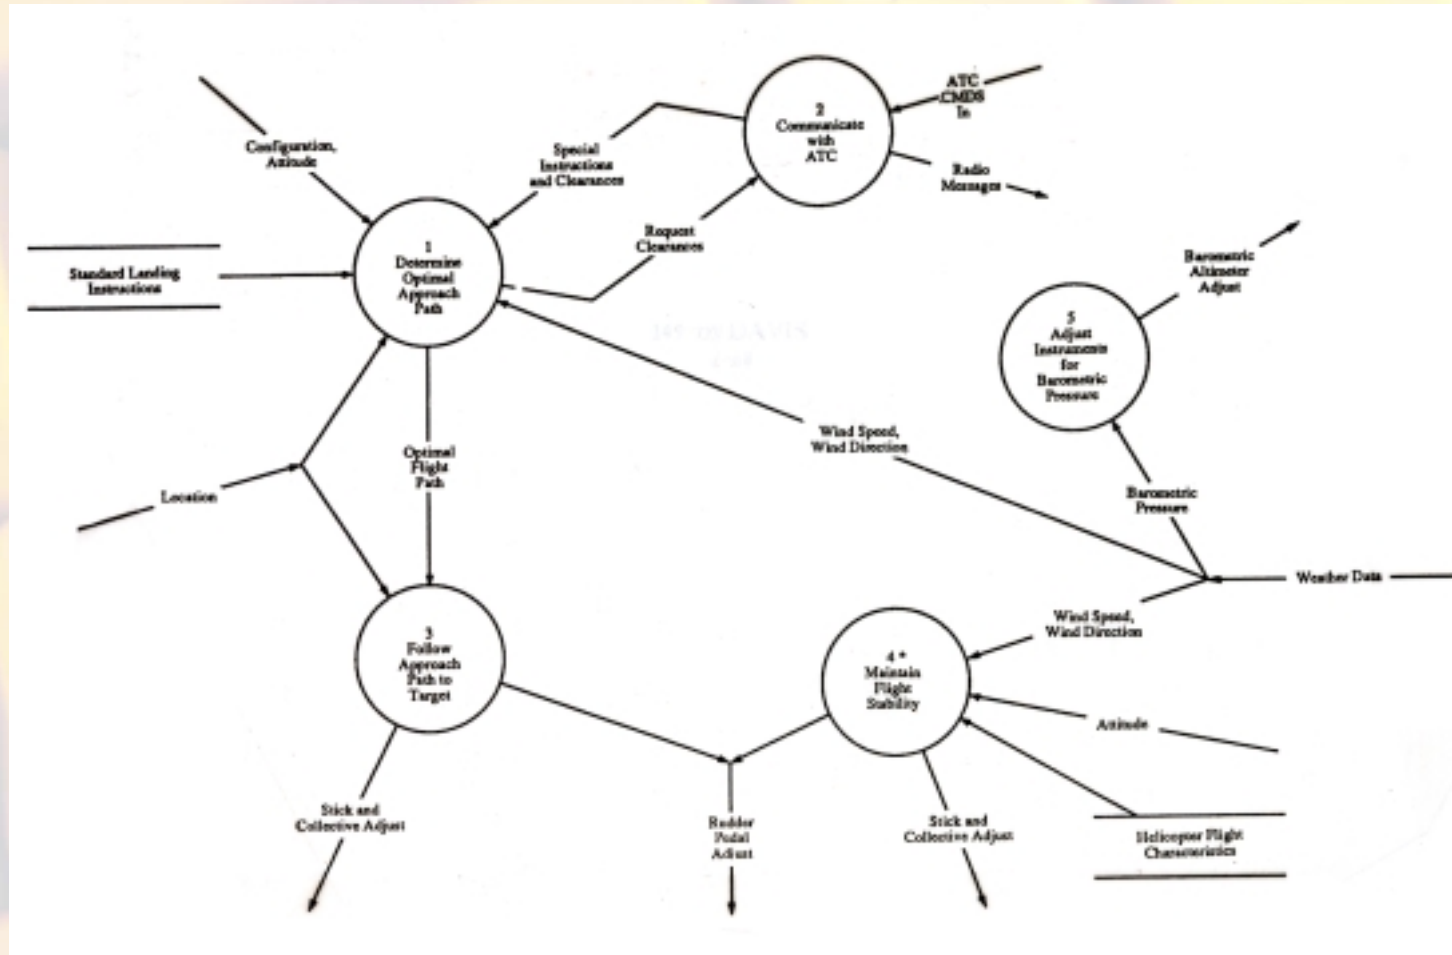 ATC
CMDS
In
2
Communicate
with
ATC
Configuration,
Attitude
Special
Instructions
and Clearances
Radio
Messages
Request
Clearances
1
Determine
Optimal
Approach
Path
Standard Landing
Instructions
Barometric
Altimeter
Adjust
5
Adjust
Instruments
for
Barometric
Pressure
Wind Speed,
Wind Direction
Optimal
Flight
Path
Location
Barometric
Pressure
Weather Data
Wind Speed,
Wind Direction
3
Follow
Approach
Path to
Target
4 *
Maintain
Flight
Stability
Attitude
Stick and
Collective Adjust
Rudder
Pedal
Adjust
Stick and
Collective Adjust
Helicopter Flight
Characteristics